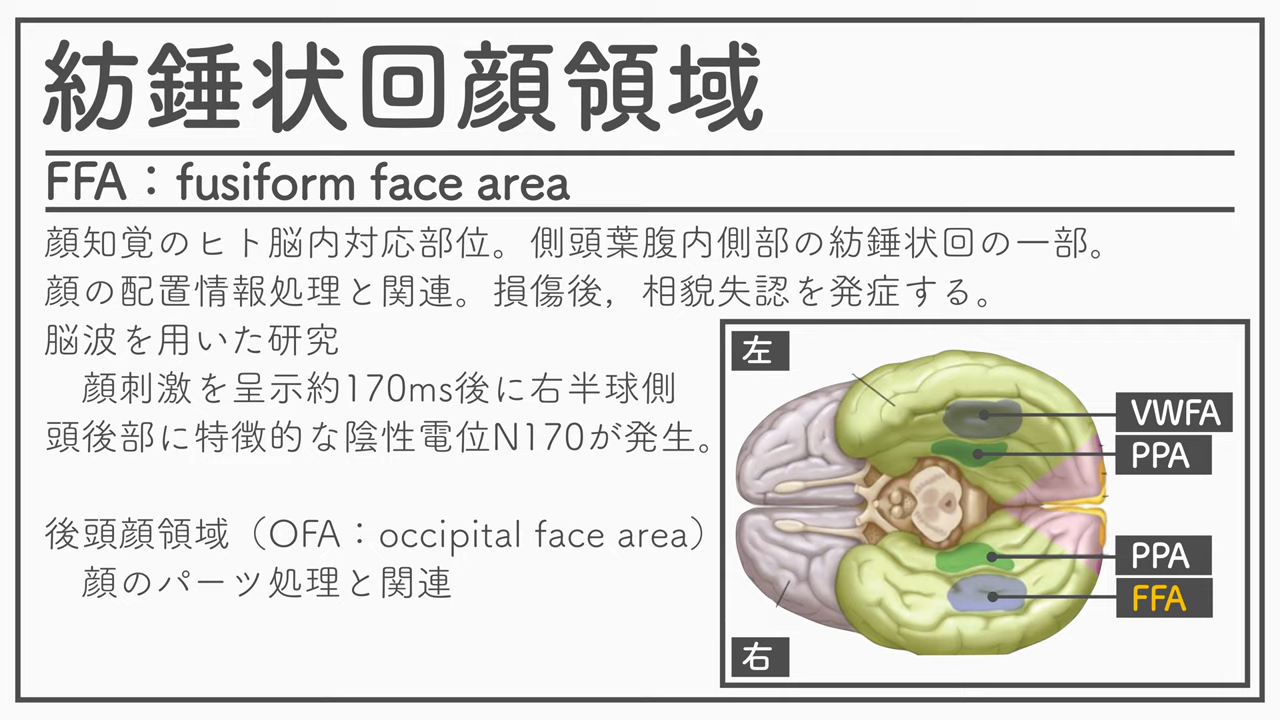 紡錘状回顔領域
FFA：fusiform face area
顔知覚のヒト脳内対応部位。側頭葉腹内側部の紡錘状回の一部。
顔の配置情報処理と関連。損傷後，相貌失認を発症する。
脳波を用いた研究
顔刺激を呈示約170ms後に右半球側
頭後部に特徴的な陰性電位N170が発生。
後頭顔領域（OFA：occipital face area）
顔のパーツ処理と関連
左
VWFA
PPA
PPA
FFA
右